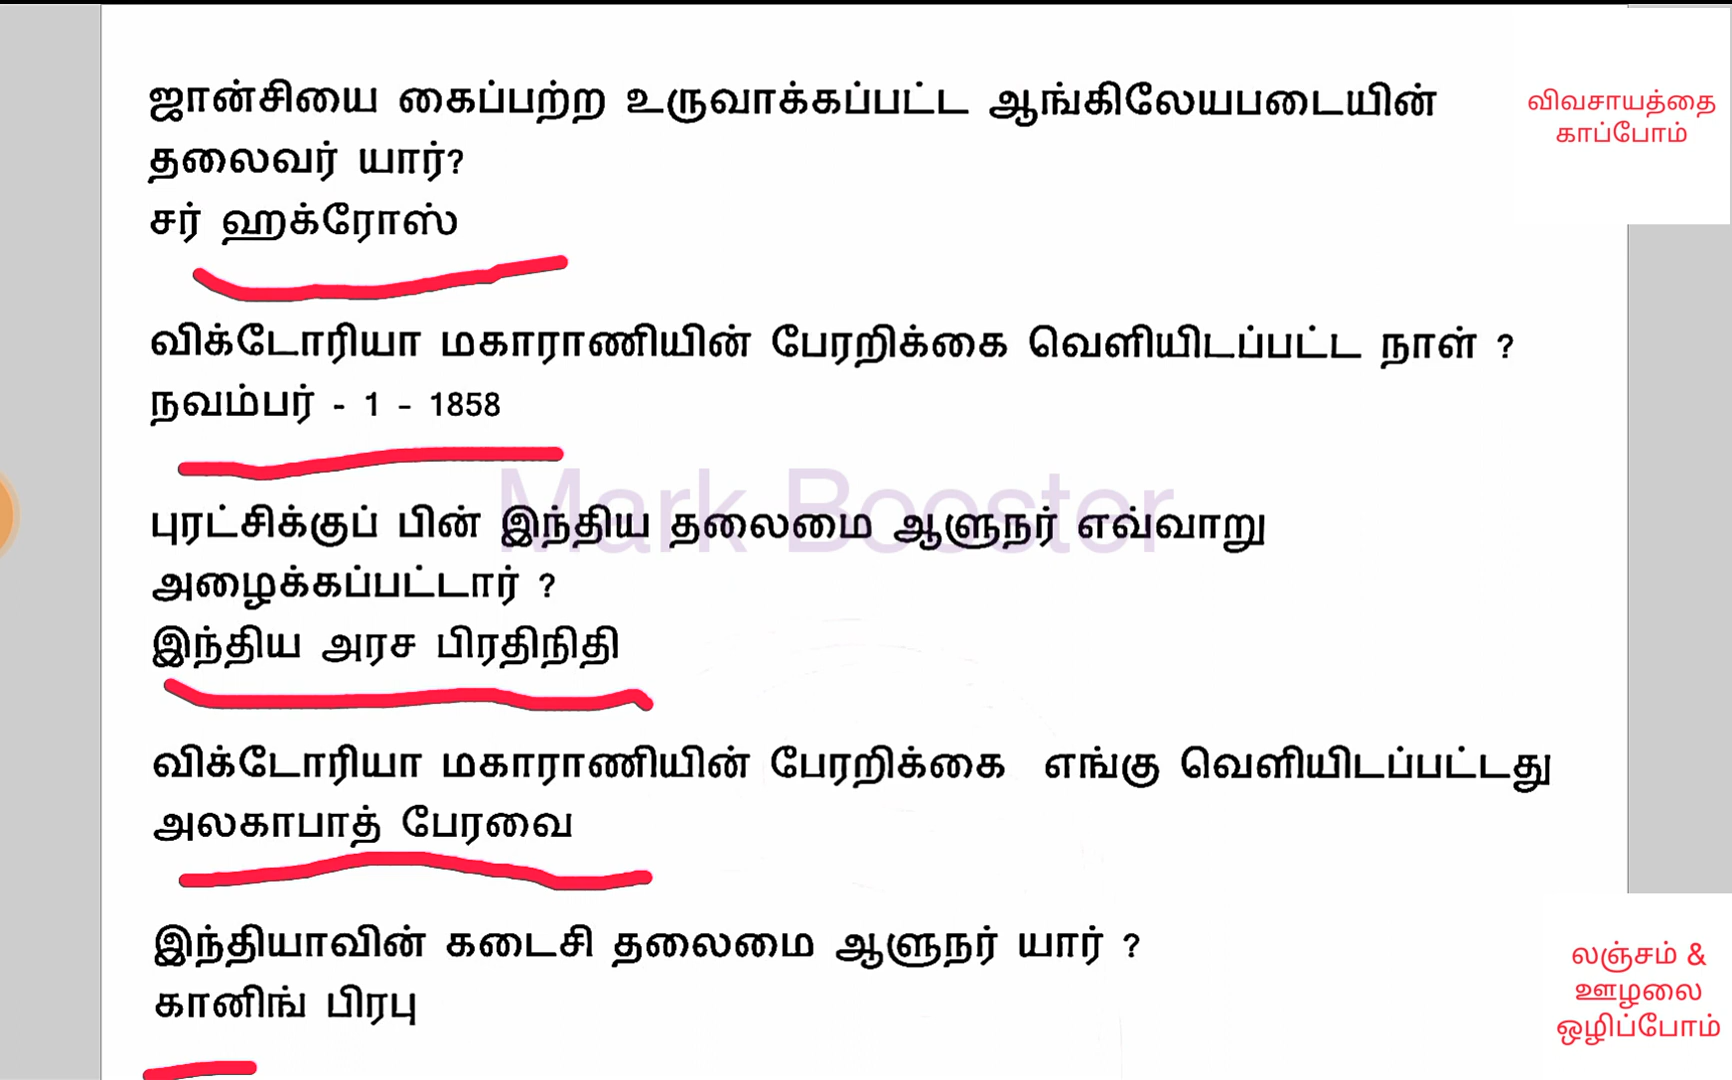 ஜான்சியை கைப்பற்ற உருவாக்கப்பட்ட ஆங்கிலேயபடையின்
தலைவர் யார்?
சர் ஹக்ரோஸ்
விக்டோரியா மகாராணியின் பேரறிக்கை வெளியிடப்பட்ட நாள் ?
நவம்பர் - 1 - 1858
Mark Booster
புரட்சிக்குப் பின் இந்திய தலைமை ஆளுநர் எவ்வாறு
அழைக்கப்பட்டார் ?
இந்திய அரச பிரதிநிதி
விக்டோரியா மகாராணியின் பேரறிக்கை எங்கு வெளியிடப்பட்டது
அலகாபாத் பேரவை
இந்தியாவின் கடைசி தலைமை ஆளுநர் யார் ?
கானிங் பிரபு
விவசாயத்தை
காப்போம்
லஞ்சம் &
ஊழலை
ஒழிப்போம்